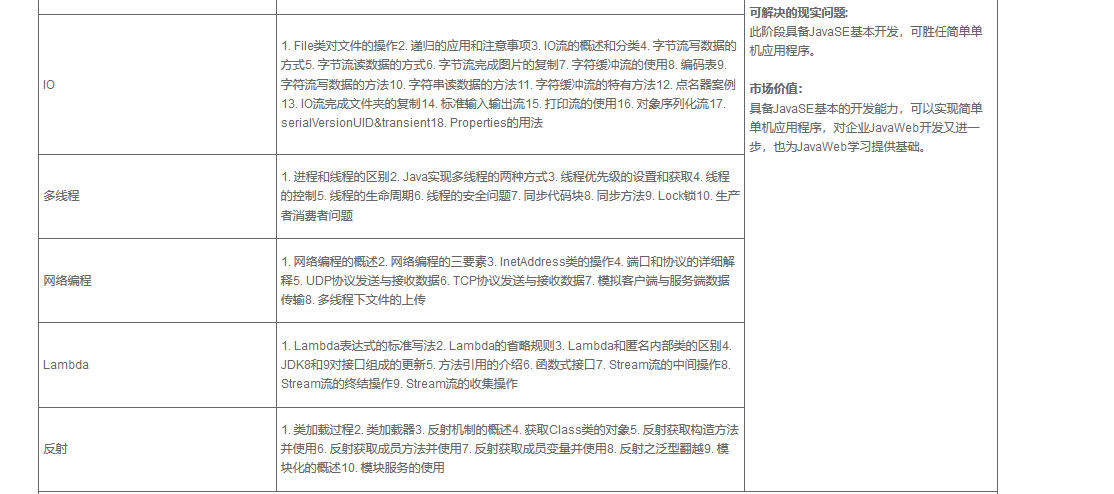 IO
1. File类对文件的操作2. 递归的应用和注意事项3. IO流的概述和分类4. 字节流写数据的
方式5. 字节流读数据的方式6. 字节流完成图片的复制7. 字符缓冲流的使用8. 编码表9.
字符流写数据的方法10. 字符串读数据的方法11. 字符缓冲流的特有方法12. 点名器案例
13. IO流完成文件夹的复制14. 标准输入输出流15. 打印流的使用16. 对象序列化流17.
serialVersionUID&transient18. Properties的用法
多线程
1. 进程和线程的区别2. Java实现多线程的两种方式3. 线程优先级的设置和获取4. 线程
的控制5. 线程的生命周期6. 线程的安全问题7. 同步代码块8. 同步方法9. Lock锁10. 生产
者消费者问题
网络编程
1. 网络编程的概述2. 网络编程的三要素3. InetAddress类的操作4. 端口和协议的详细解
释5. UDP协议发送与接收数据6. TCP协议发送与接收数据7. 模拟客户端与服务端数据
传输8. 多线程下文件的上传
Lambda
1. Lambda表达式的标准写法2. Lambda的省略规则3. Lambda和匿名内部类的区别4.
JDK8和9对接口组成的更新5. 方法引用的介绍6. 函数式接口7. Stream流的中间操作8.
Stream流的终结操作9. Stream流的收集操作
反射
1. 类加载过程2. 类加载器3. 反射机制的概述4. 获取Class类的对象5. 反射获取构造方法
并使用6. 反射获取成员方法并使用7. 反射获取成员变量并使用8. 反射之泛型翻越9. 模
块化的概述10. 模块服务的使用
可解决的现实问题:
此阶段具备JavaSE基本开发，可胜任简单单
机应用程序。
市场价值：
具备JavaSE基本的开发能力，可以实现简单
单机应用程序，对企业JavaWeb开发又进一
步，也为JavaWeb学习提供基础。